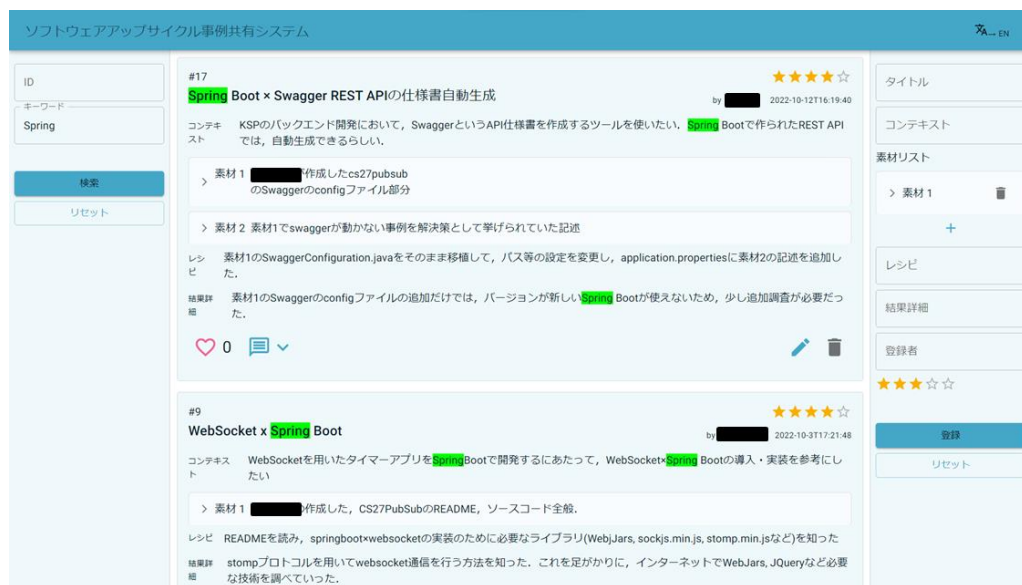 ソフトウェアアップサイクル事例共有システム
EN
ID
キーワード
Spring
検索
リセット
#17
Spring Boot × Swagger REST APIの仕様書自動生成
by 2022-10-12T16:19:40
コンテキスト
KSPのバックエンド開発において，SwaggerというAPI仕様書を作成するツールを使いたい．Spring Bootで作られたREST API
では，自動生成できるらしい．
素材 1 が作成したcs27pubsub
のSwaggerのconfigファイル部分
素材 2 素材1でswaggerが動かない事例を解決策として挙げられていた記述
レシピ
素材1のSwaggerConfiguration.javaをそのまま移植して，パス等の設定を変更し，application.propertiesに素材2の記述を追加し
た．
結果詳細
素材1のSwaggerのconfigファイルの追加だけでは，バージョンが新しいSpring Bootが使えないため，少し追加調査が必要だっ
た．
0
#9
WebSocket x Spring Boot
by 2022-10-3T17:21:48
コンテキスト
WebSocketを用いたタイマーアプリをSpringBootで開発するにあたって，WebSocket×Spring Bootの導入・実装を参考にし
たい
素材 1 の作成した，CS27PubSubのREADME，ソースコード全般．
レシピ READMEを読み，springboot×websocketの実装のために必要なライブラリ(WebjJars, sockjs.min.js, stomp.min.jsなど)を知った
結果詳細
stompプロトコルを用いてwebsocket通信を行う方法を知った．これを足がかりに，インターネットでWebJars, JQueryなど必要
な技術を調べていった．
タイトル
コンテキスト
素材リスト
素材 1
+
レシピ
結果詳細
登録者
登録
リセット